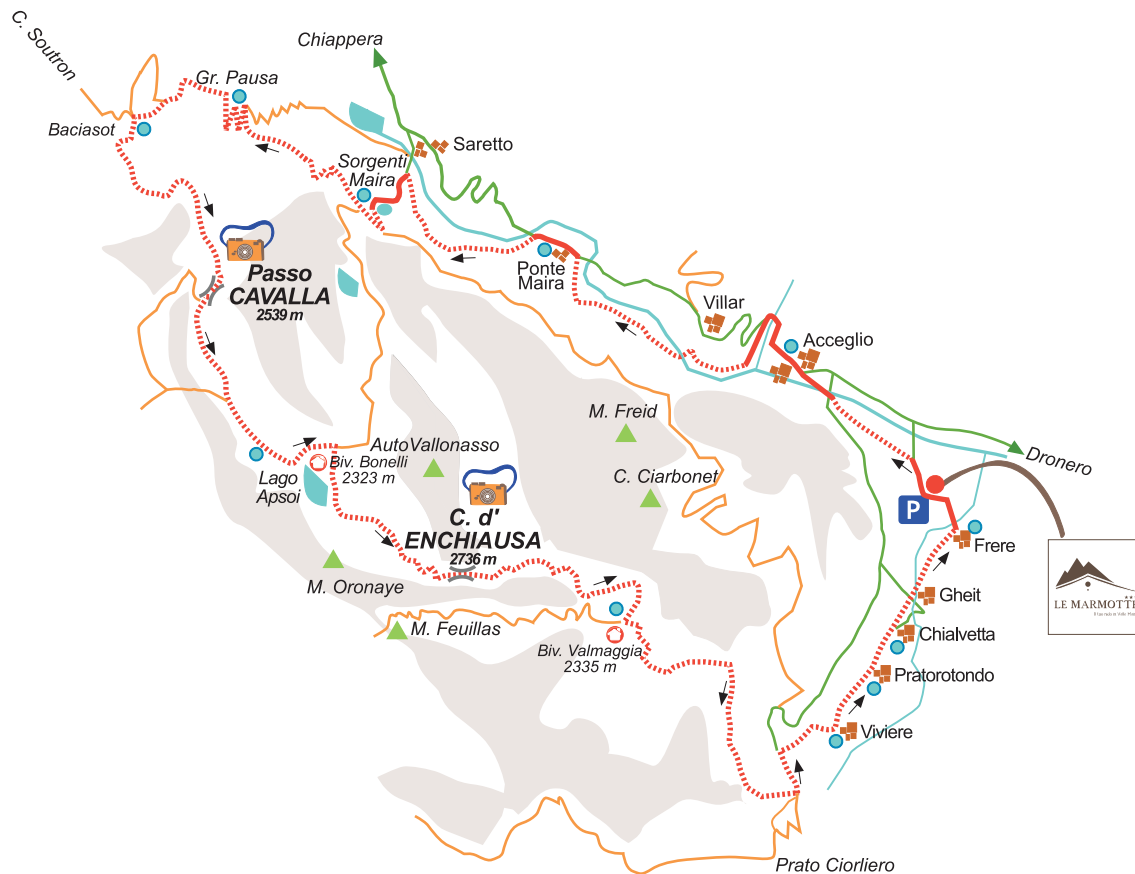 C. Soutron
Chiappera
Gr. Pausa
Baciasot
Saretto
Sorgenti
Maira
Passo
CAVALLA
2539 m
Ponte
Maira
Villar
Acceglio
M. Freid
AutoVallonasso
Biv. Bonelli
2323 m
Lago
Apsoi
C. Ciarbonet
Dronero
C. d'
ENCHIAUSA
2736 m
P
Frere
M. Oronaye
Gheit
LE MARMOTTE
M. Feuillas
Chialvetta
Biv. Valmaggia
2335 m
Pratorotondo
Viviere
Prato Ciorliero